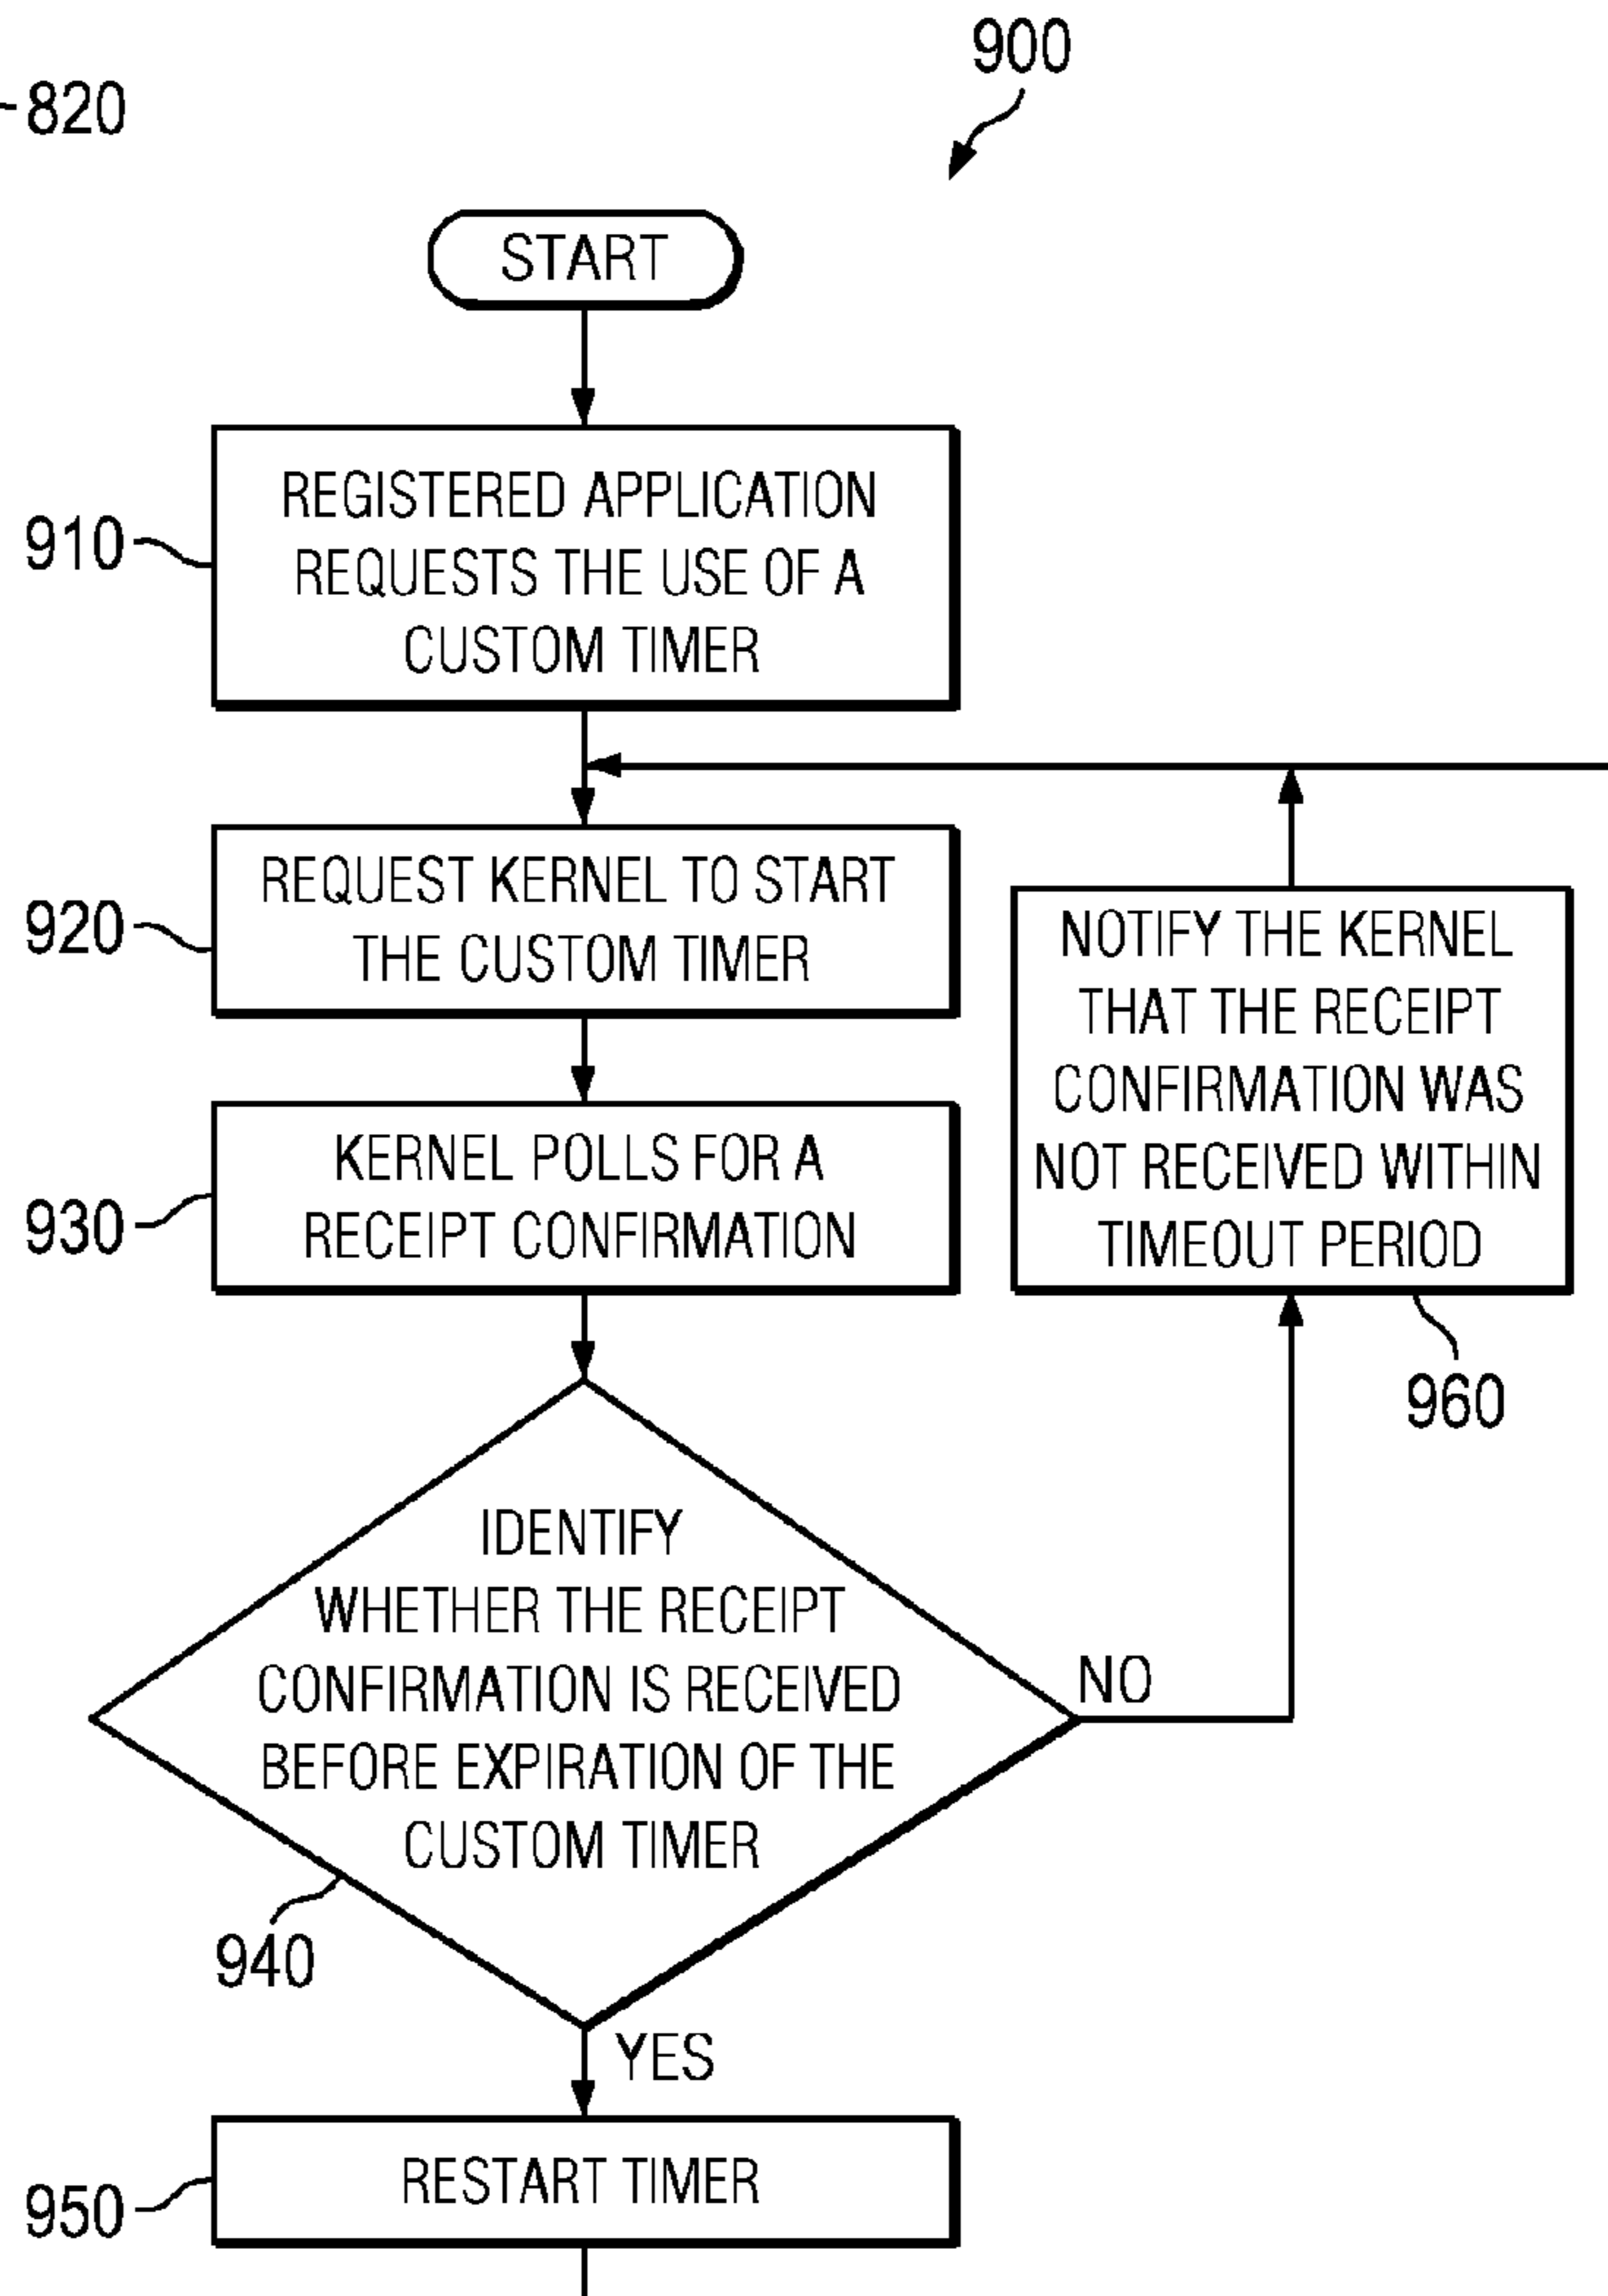 820
900
START
910
REGISTERED APPLICATION
REQUESTS THE USE OF A
CUSTOM TIMER
920
REQUEST KERNEL TO START
THE CUSTOM TIMER
930
KERNEL POLLS FOR A
RECEIPT CONFIRMATION
NOTIFY THE KERNEL
THAT THE RECEIPT
CONFIRMATION WAS
NOT RECEIVED WITHIN
TIMEOUT PERIOD
960
IDENTIFY
WHETHER THE RECEIPT
CONFIRMATION IS RECEIVED
BEFORE EXPIRATION OF THE
CUSTOM TIMER
NO
940
YES
950
RESTART TIMER